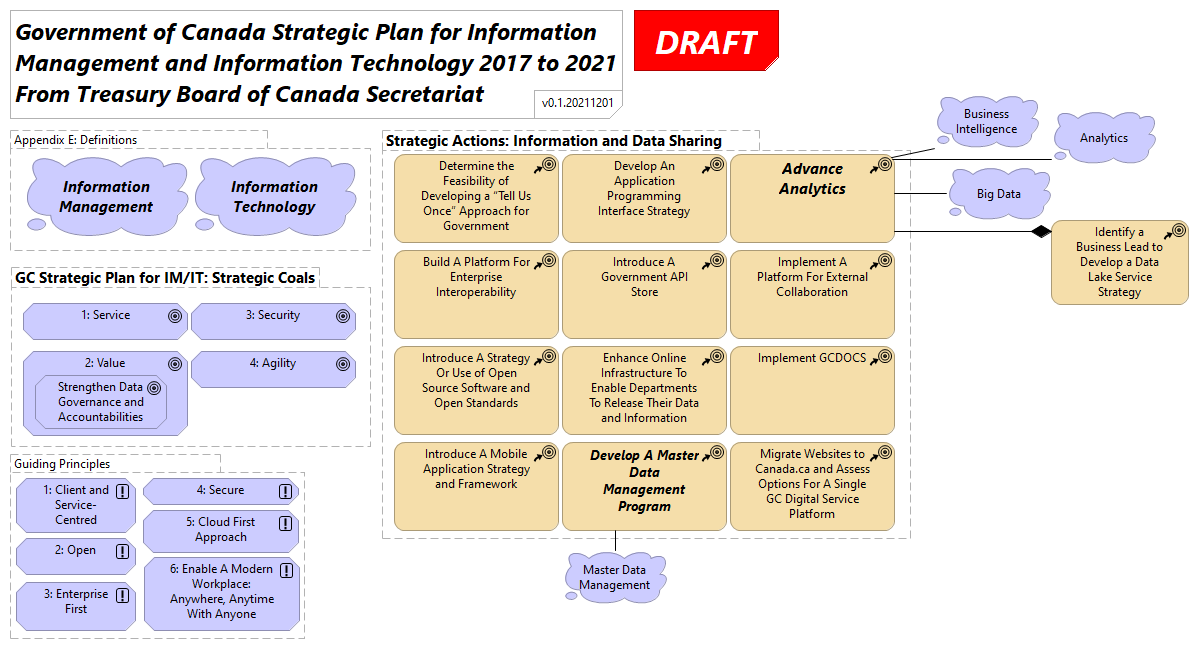 Government of Canada Strategic Plan for Information
Management and Information Technology 2017 to 2021
From Treasury Board of Canada Secretariat
v0.1.20211201
DRAFT
Appendix E: Definitions
Information
Management
Information
Technology
GC Strategic Plan for IM/IT: Strategic Coals
1: Service
3: Security
2: Value
Strengthen Data
Governance and
Accountabilities
4: Agility
Guiding Principles
1: Client and
Service-
Centred
2: Open
3: Enterprise
First
4: Secure
5: Cloud First
Approach
6: Enable A Modern
Workplace:
Anywhere, Anytime
With Anyone
Strategic Actions: Information and Data Sharing
Determine the
Feasibility of
Developing a “Tell Us
Once” Approach for
Government
Develop An
Application
Programming
Interface Strategy
Advance
Analytics
Build A Platform For
Enterprise
Interoperability
Introduce A
Government API
Store
Implement A
Platform For External
Collaboration
Introduce A Strategy
Or Use of Open
Source Software and
Open Standards
Enhance Online
Infrastructure To
Enable Departments
To Release Their Data
and Information
Implement GCDOCS
Introduce A Mobile
Application Strategy
and Framework
Develop A Master
Data
Management
Program
Migrate Websites to
Canada.ca and Assess
Options For A Single
GC Digital Service
Platform
Master Data
Management
Business
Intelligence
Analytics
Big Data
Identify a
Business Lead to
Develop a Data
Lake Service
Strategy